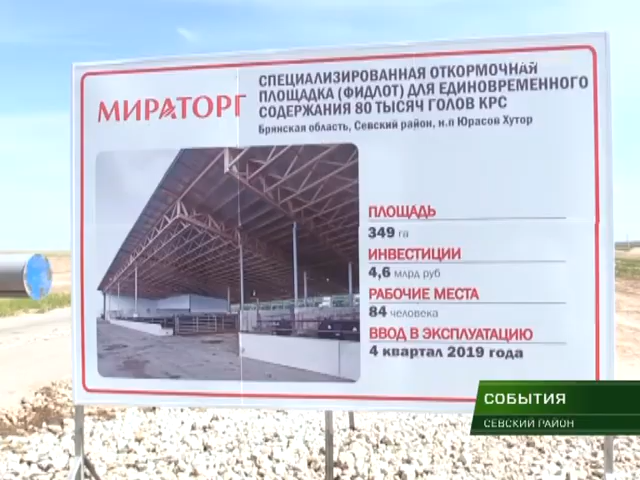 МИРАТОРГ
СПЕЦИАЛИЗИРОВАННАЯ ОТКОРМОЧНАЯ
ПЛОЩАДКА (ФИДЛОТ) ДЛЯ ЕДИНОВРЕМЕННОГО
СОДЕРЖАНИЯ 80 ТЫСЯЧ ГОЛОВ КРС
Брянская область, Севский район, н.п Юрасов Хутор
ПЛОЩАДЬ
349 га
ИНВЕСТИЦИИ
4,6 млрд руб
РАБОЧИЕ МЕСТА
84 человека
ВВОД В ЭКСПЛУАТАЦИЮ
4 квартал 2019 года
СОБЫТИЯ
СЕВСКИЙ РАЙОН